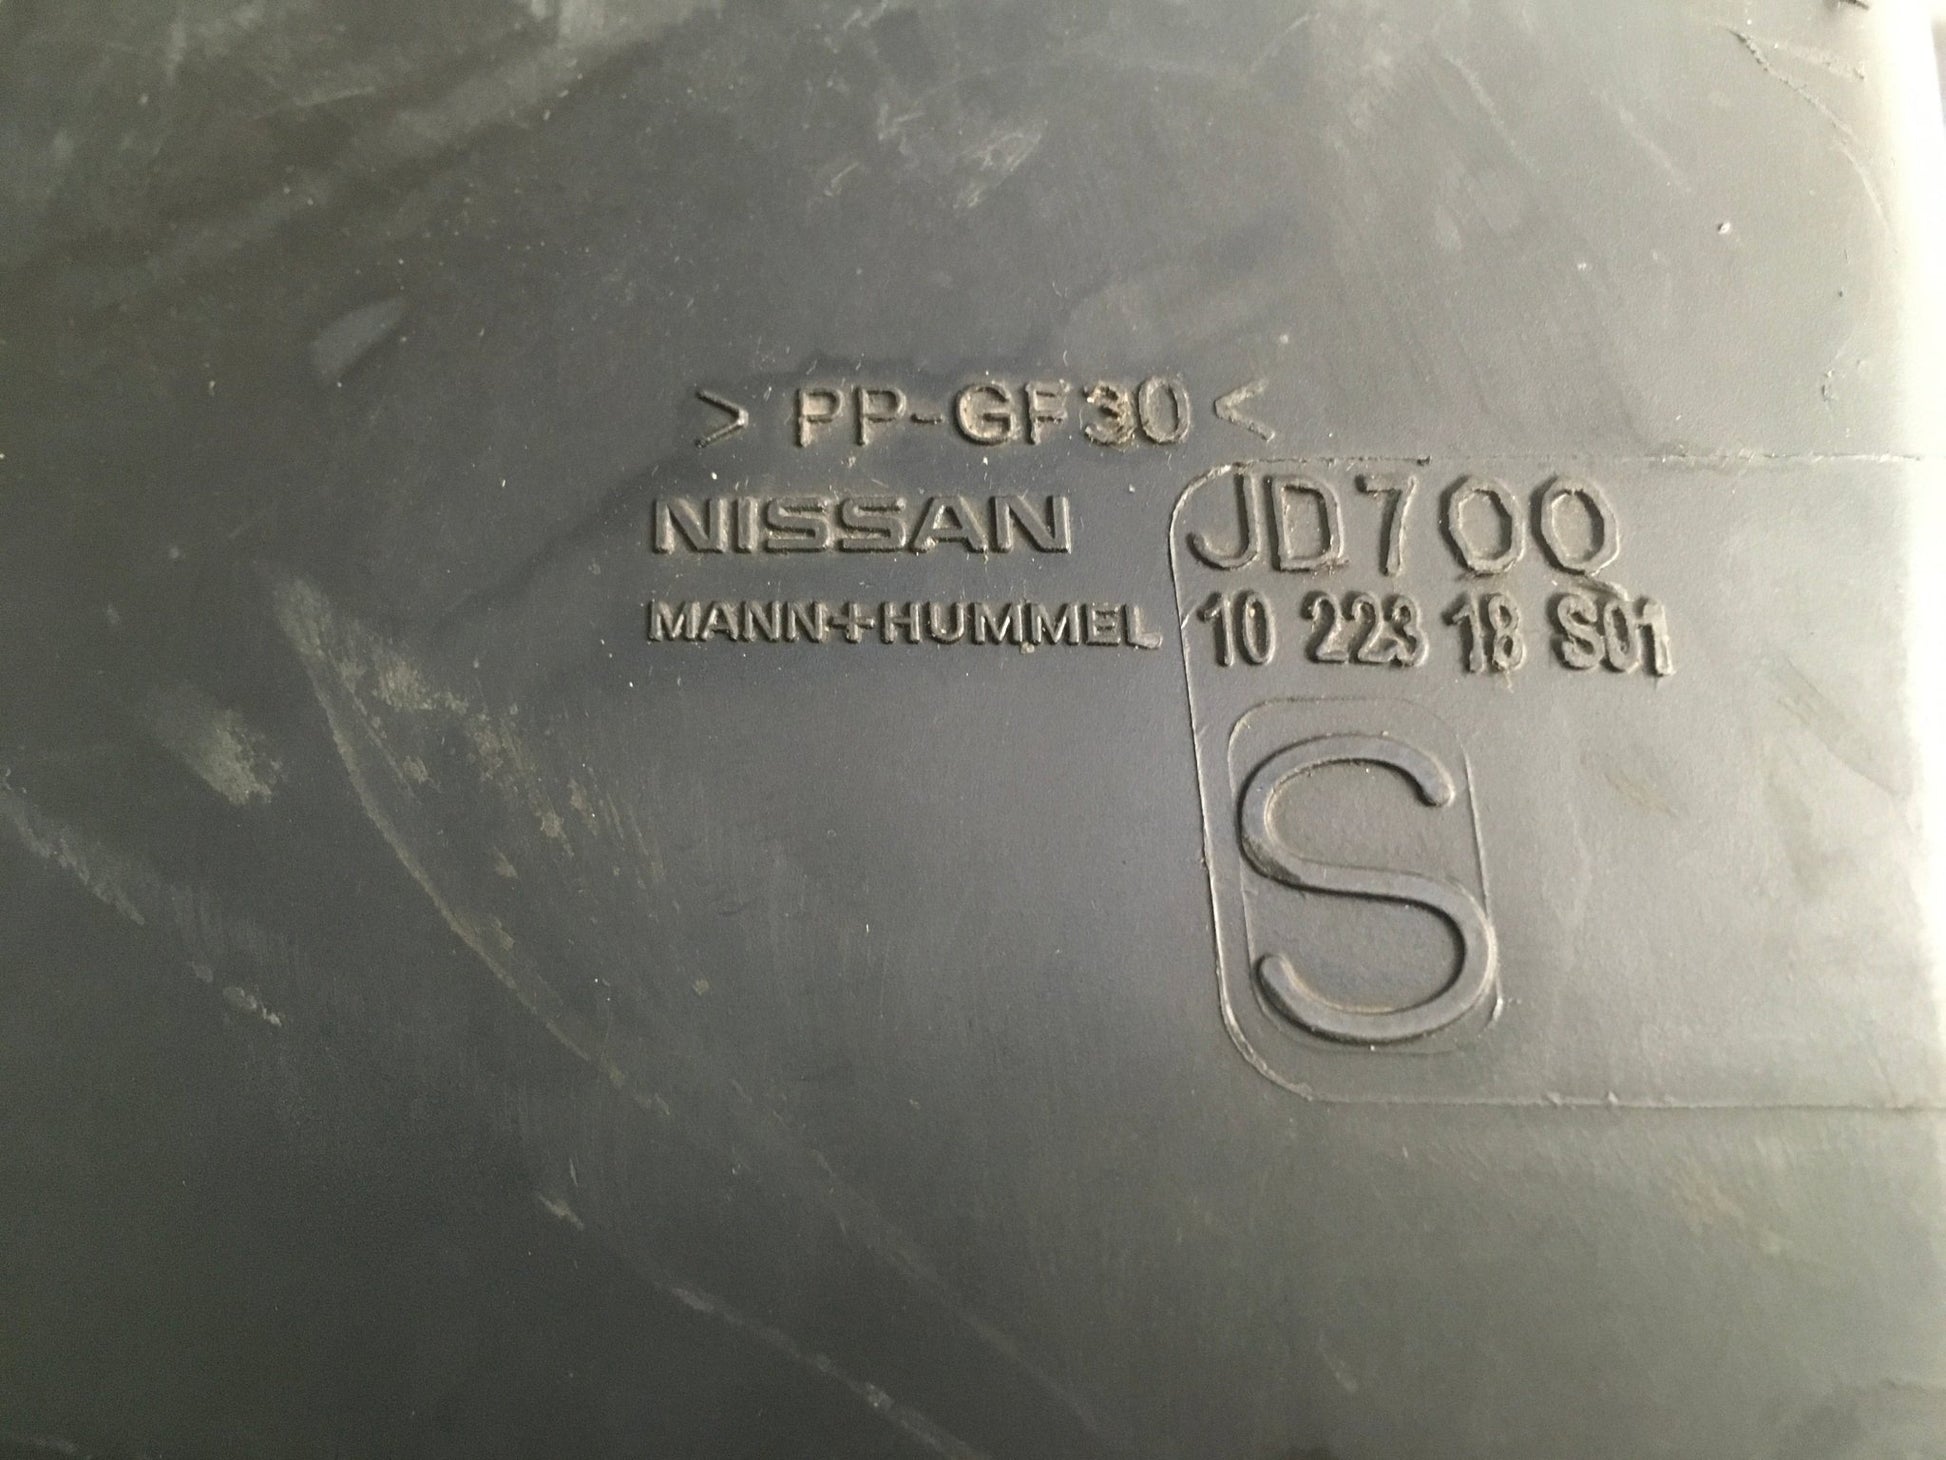 > PP-GF30 <
NISSAN JD700
MANN+HUMMEL 10 223 18 S01
S